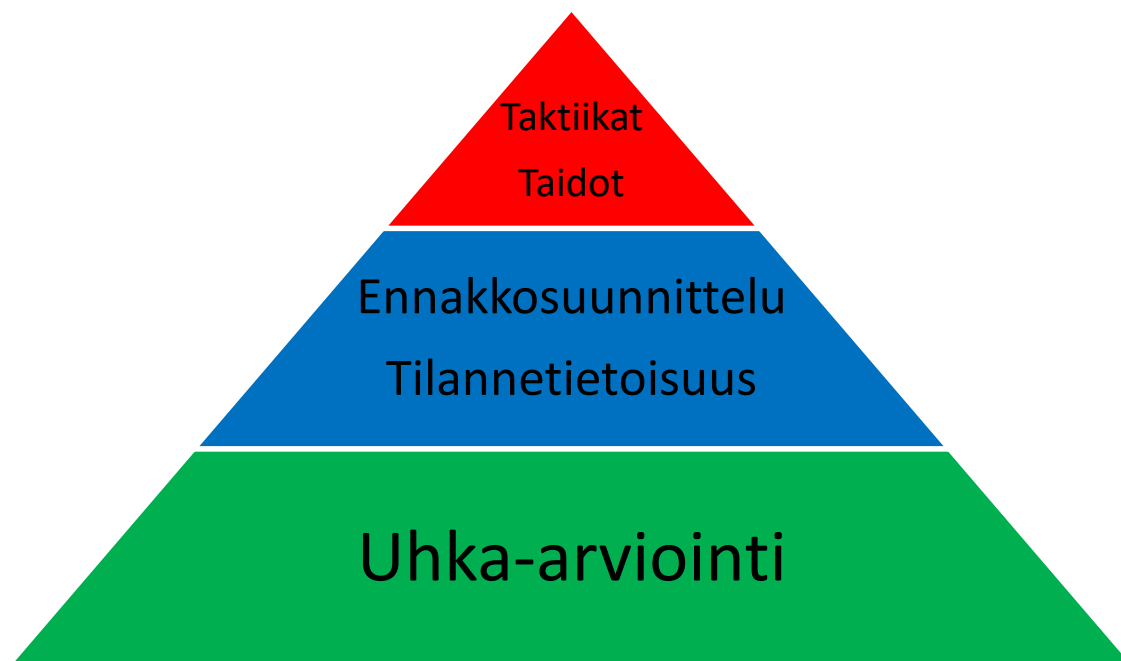 Taktiikat
Taidot
Ennakkosuunnittelu
Tilannetietoisuus
Uhka-arviointi